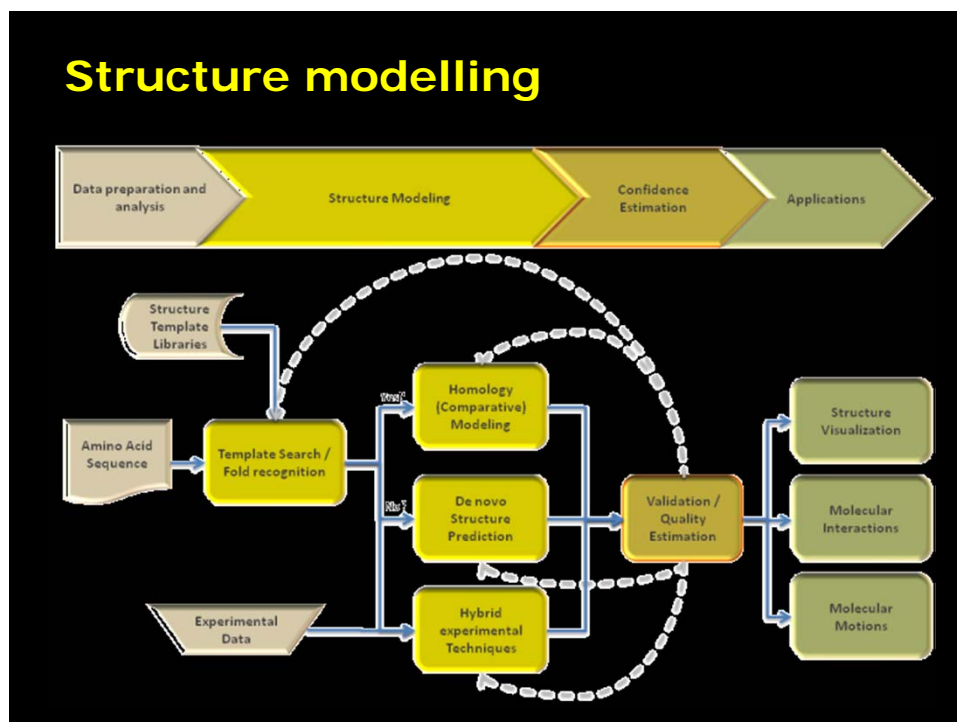 Structure modelling
Data preparation and
analysis
Structure Modeling
Confidence
Estimation
Applications
Structure
Template
Libraries
Amino Acid
Sequence
Template Search /
Fold recognition
Experimental
Data
Homology
(Comparative)
Modeling
De novo
Structure
Prediction
Hybrid
experimental
Techniques
Validation /
Quality
Estimation
Structure
Visualization
Molecular
Interactions
Molecular
Motions